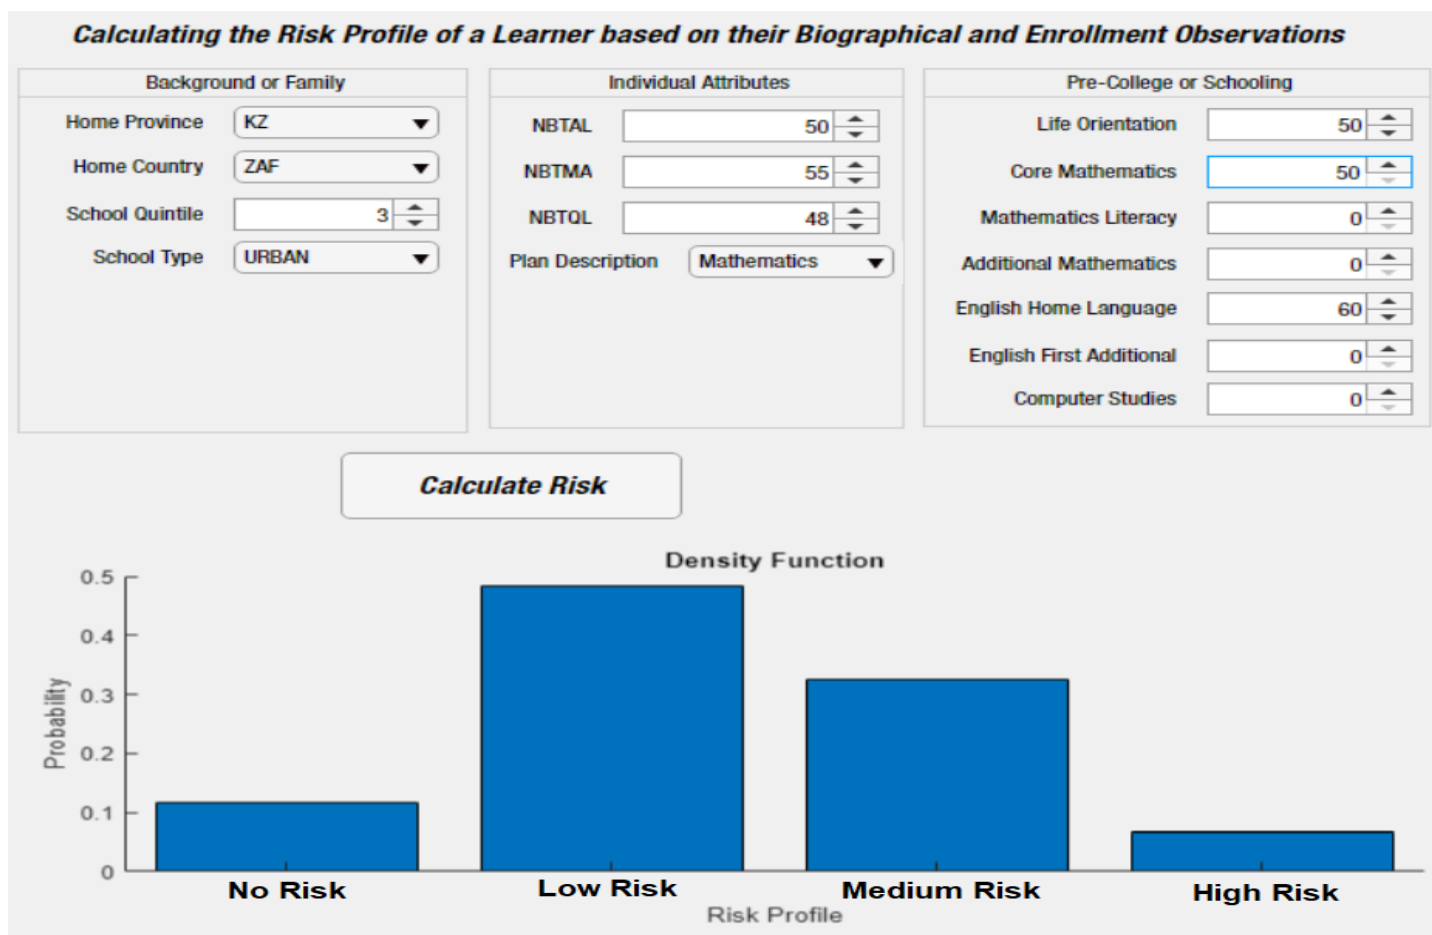 Calculating the Risk Profile of a Learner based on their Biographical and Enrollment Observations
Background or Family
Home Province KZ
Home Country ZAF
School Quintile 3
School Type URBAN
Individual Attributes
NBTAL 50
NBTMA 55
NBTQL 48
Plan Description Mathematics
Pre-College or Schooling
Life Orientation 50
Core Mathematics 50
Mathematics Literacy 0
Additional Mathematics 0
English Home Language 60
English First Additional 0
Computer Studies 0
Calculate Risk
Density Function
Probability
0.5
0.4
0.3
0.2
0.1
0
No Risk Low Risk Medium Risk High Risk
Risk Profile